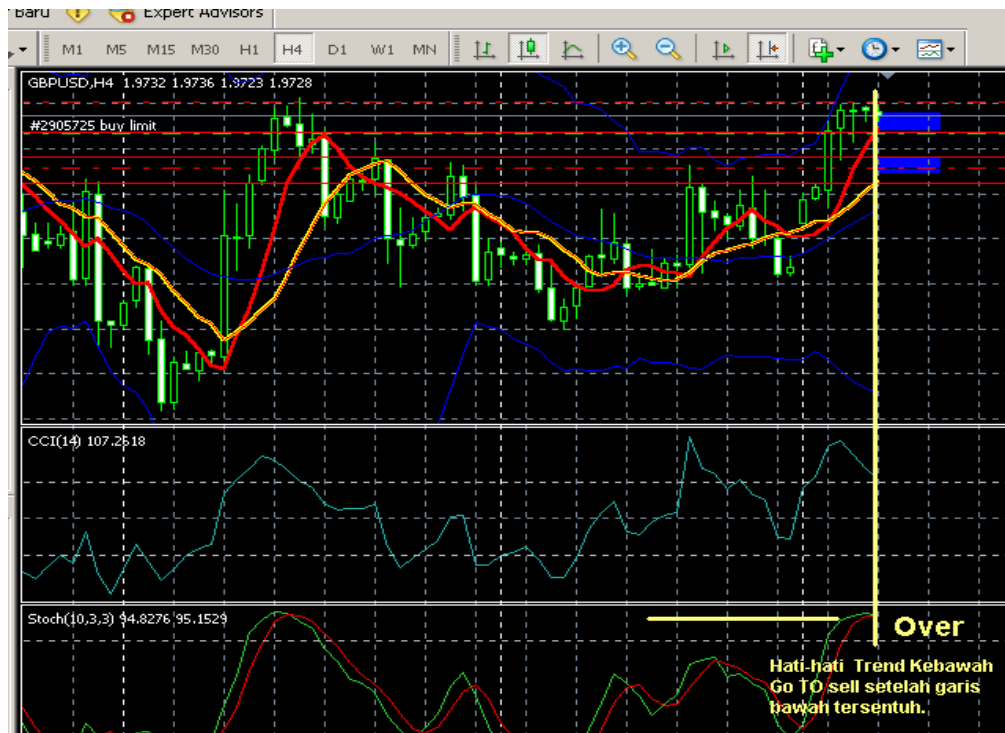 Baru Expert Advisors
M1 M5 M15 M30 H1 H4 D1 W1 MN
GBPUSD,H4 1.9732 1.9736 1.9723 1.9728
#2905725 buy limit
CCI(14) 107.2618
Stoch(10,3,3) 94.8276 95.1529
Over
Hati-hati Trend Kebawah
Go TO sell setelah garis
bawah tersentuh.